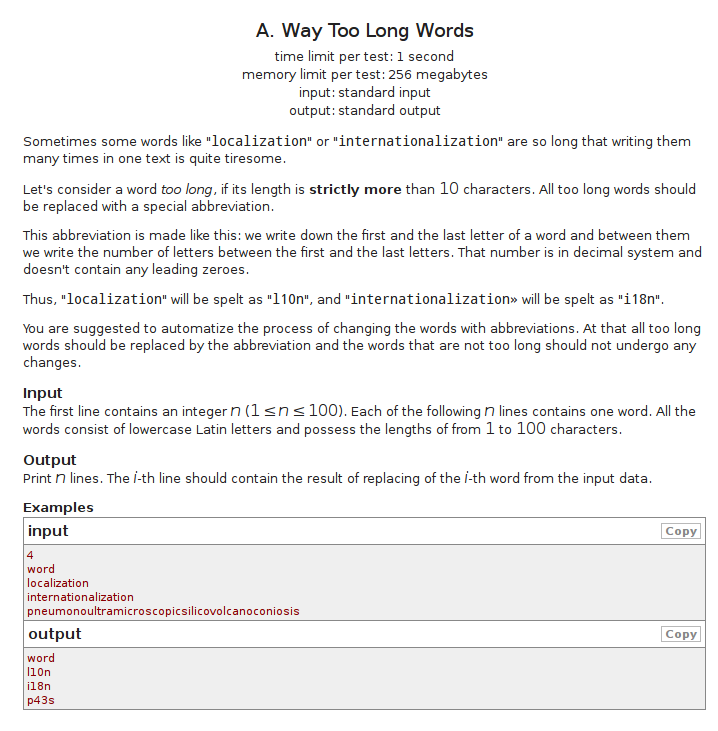 A. Way Too Long Words
time limit per test: 1 second
memory limit per test: 256 megabytes
input: standard input
output: standard output
Sometimes some words like "localization" or "internationalization" are so long that writing them
many times in one text is quite tiresome.
Let's consider a word too long, if its length is strictly more than 10 characters. All too long words should
be replaced with a special abbreviation.
This abbreviation is made like this: we write down the first and the last letter of a word and between them
we write the number of letters between the first and the last letters. That number is in decimal system and
doesn't contain any leading zeroes.
Thus, "localization" will be spelt as "l10n", and "internationalization» will be spelt as "i18n".
You are suggested to automatize the process of changing the words with abbreviations. At that all too long
words should be replaced by the abbreviation and the words that are not too long should not undergo any
changes.
Input
The first line contains an integer n (1 ≤ n ≤ 100). Each of the following n lines contains one word. All the
words consist of lowercase Latin letters and possess the lengths of from 1 to 100 characters.
Output
Print n lines. The i-th line should contain the result of replacing of the i-th word from the input data.
Examples
input Copy
4
word
localization
internationalization
pneumonoultramicroscopicsilicovolcanoconiosis
output Copy
word
l10n
i18n
p43s